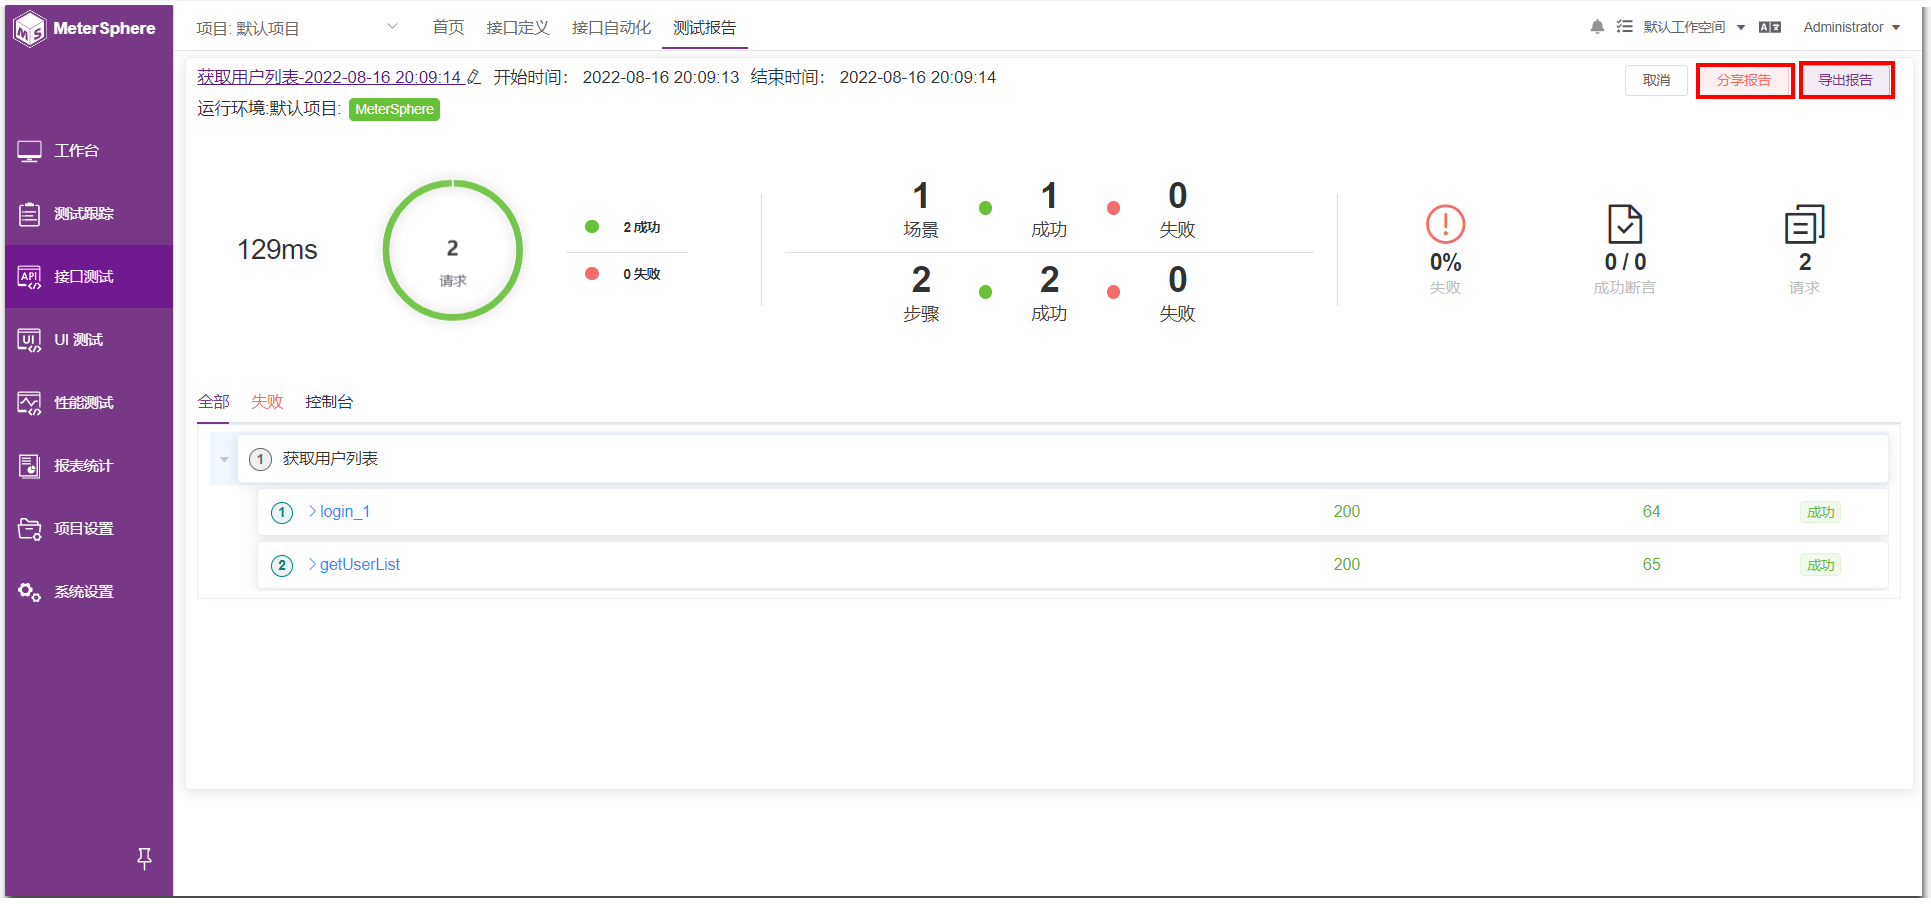 MeterSphere
项目: 默认项目
首页
接口定义
接口自动化
测试报告
默认工作空间
Administrator
获取用户列表-2022-08-16 20:09:14 开始时间： 2022-08-16 20:09:13 结束时间： 2022-08-16 20:09:14
取消
分享报告
导出报告
运行环境:默认项目: MeterSphere
工作台
测试跟踪
API 接口测试
UI UI 测试
性能测试
报表统计
项目设置
系统设置
129ms
2
请求
2 成功
0 失败
1
场景
1
成功
0
失败
2
步骤
2
成功
0
失败
0%
失败
0 / 0
成功断言
2
请求
全部
失败
控制台
1 获取用户列表
1 login_1 200 64 成功
2 getUserList 200 65 成功